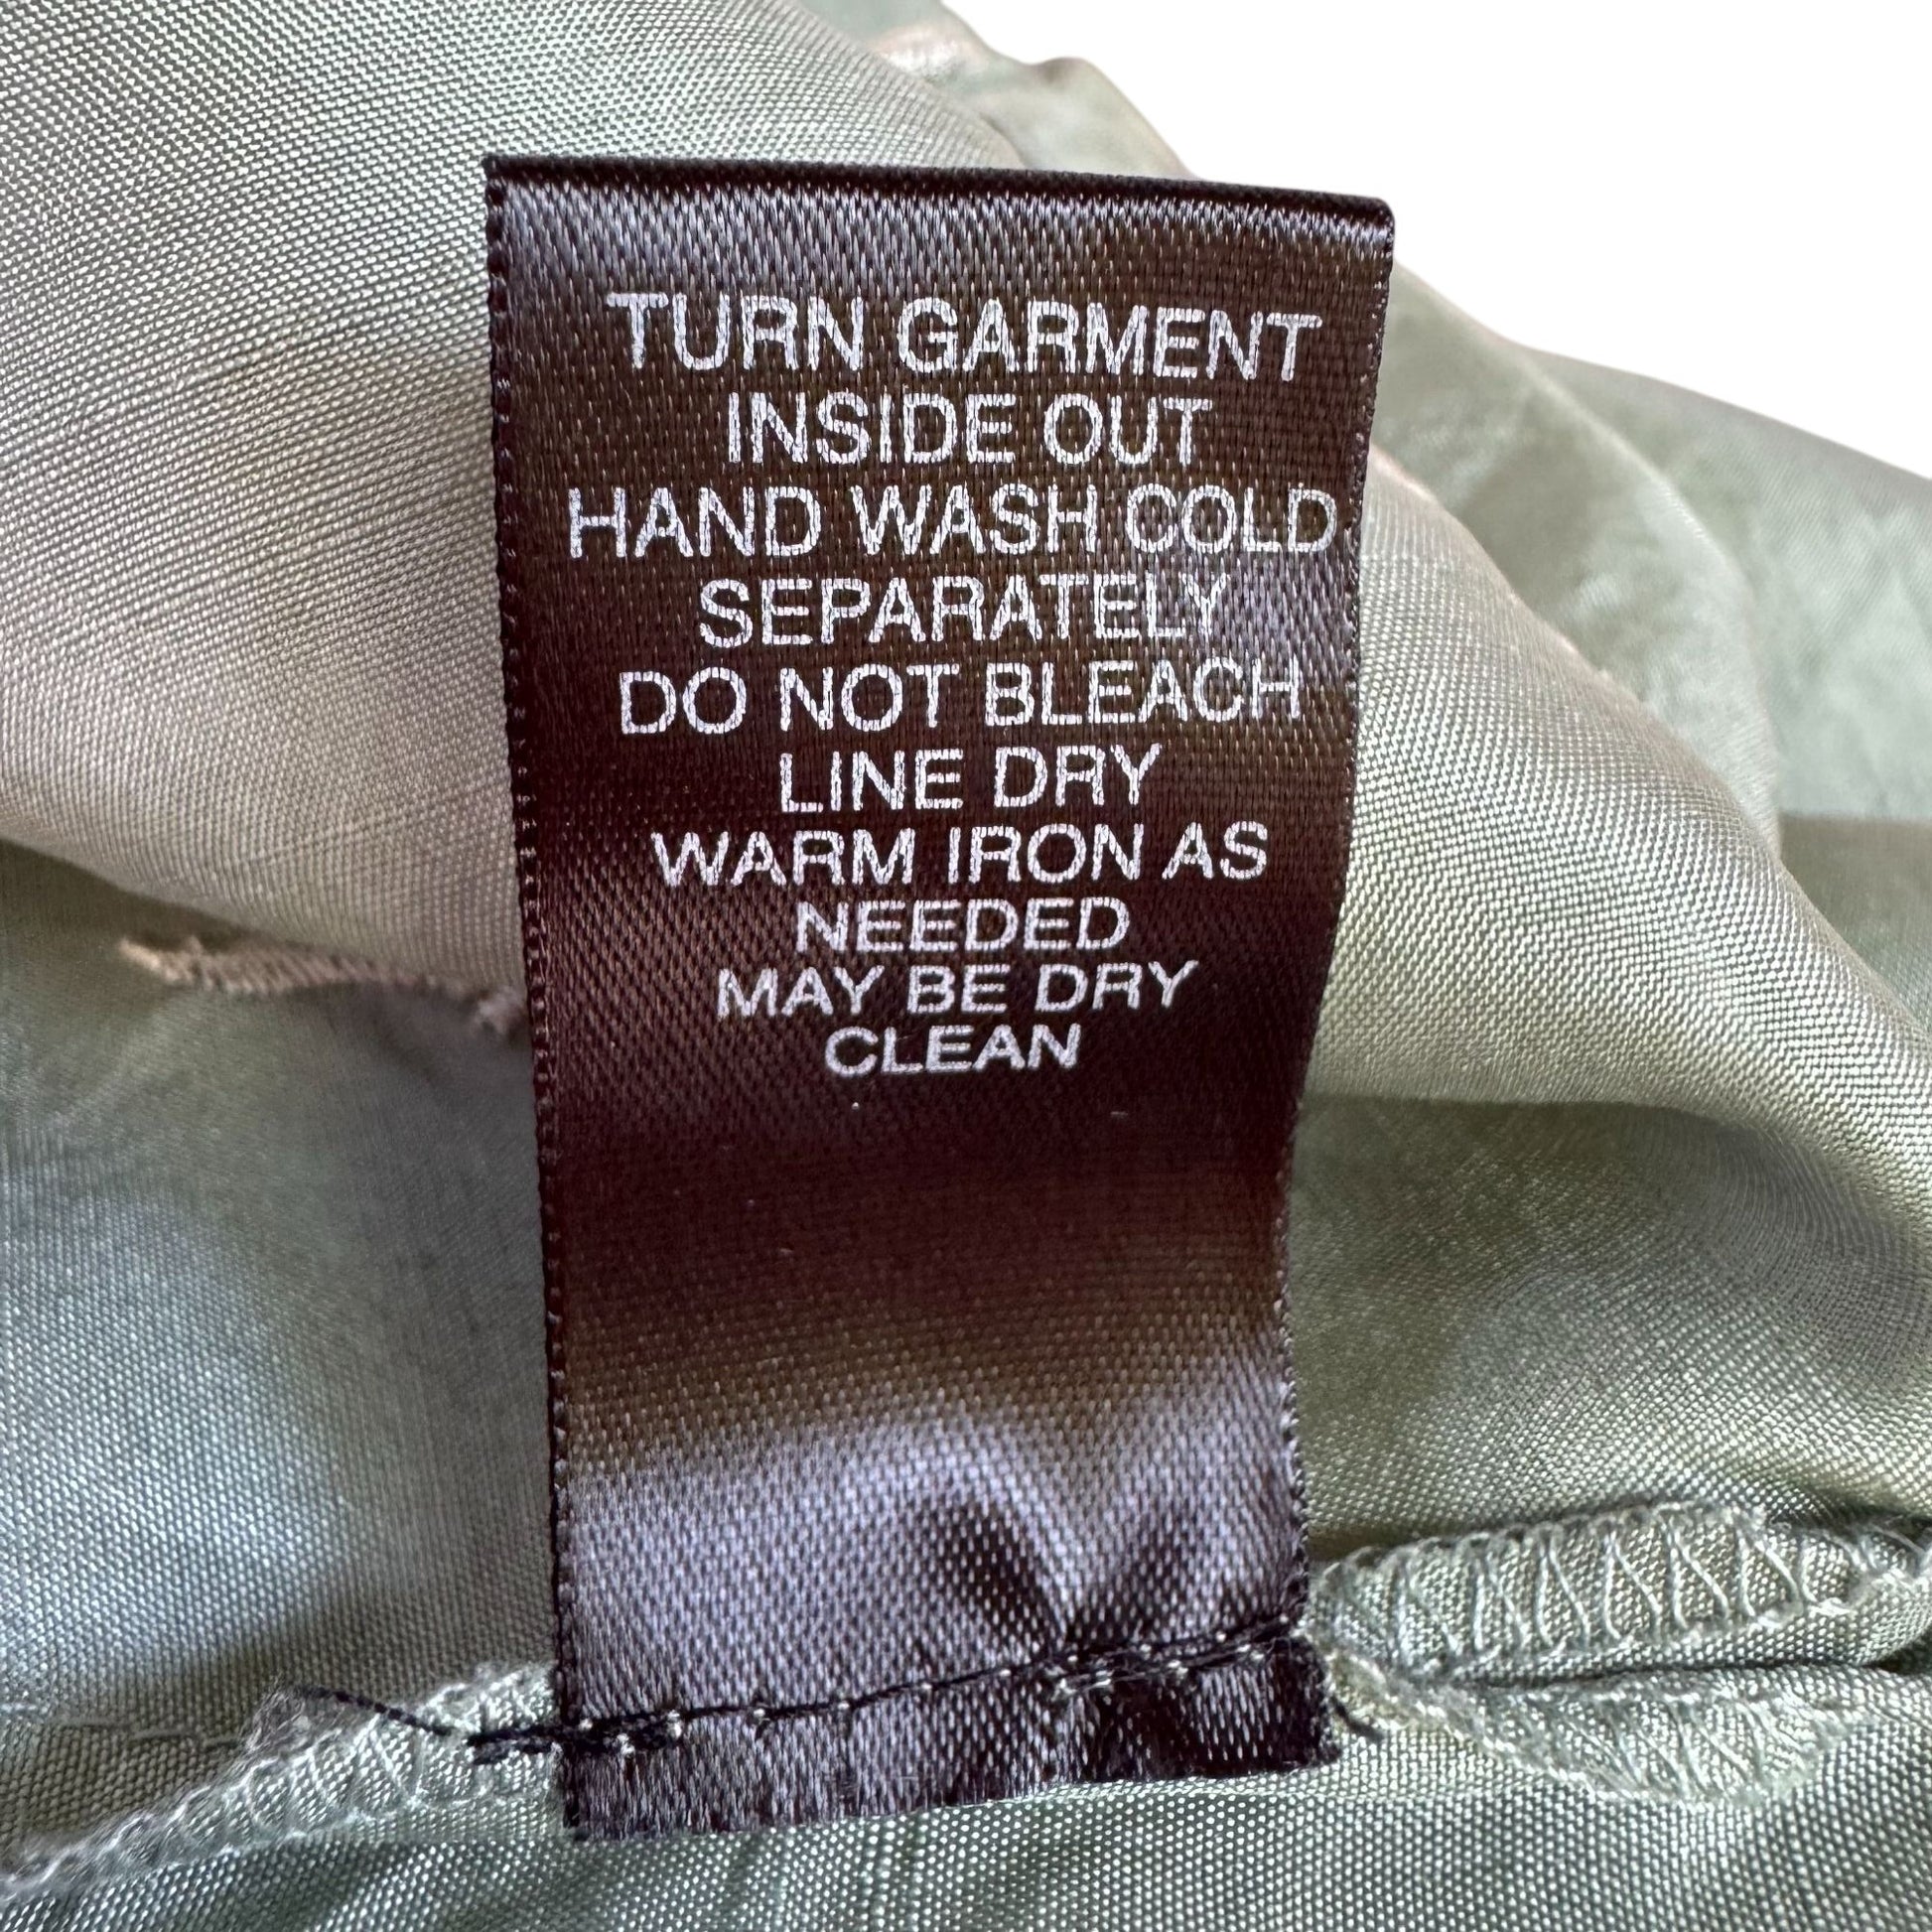 TURN GARMENT
INSIDE OUT
HAND WASH COLD
SEPARATELY
DO NOT BLEACH
LINE DRY
WARM IRON AS
NEEDED
MAY BE DRY
CLEAN